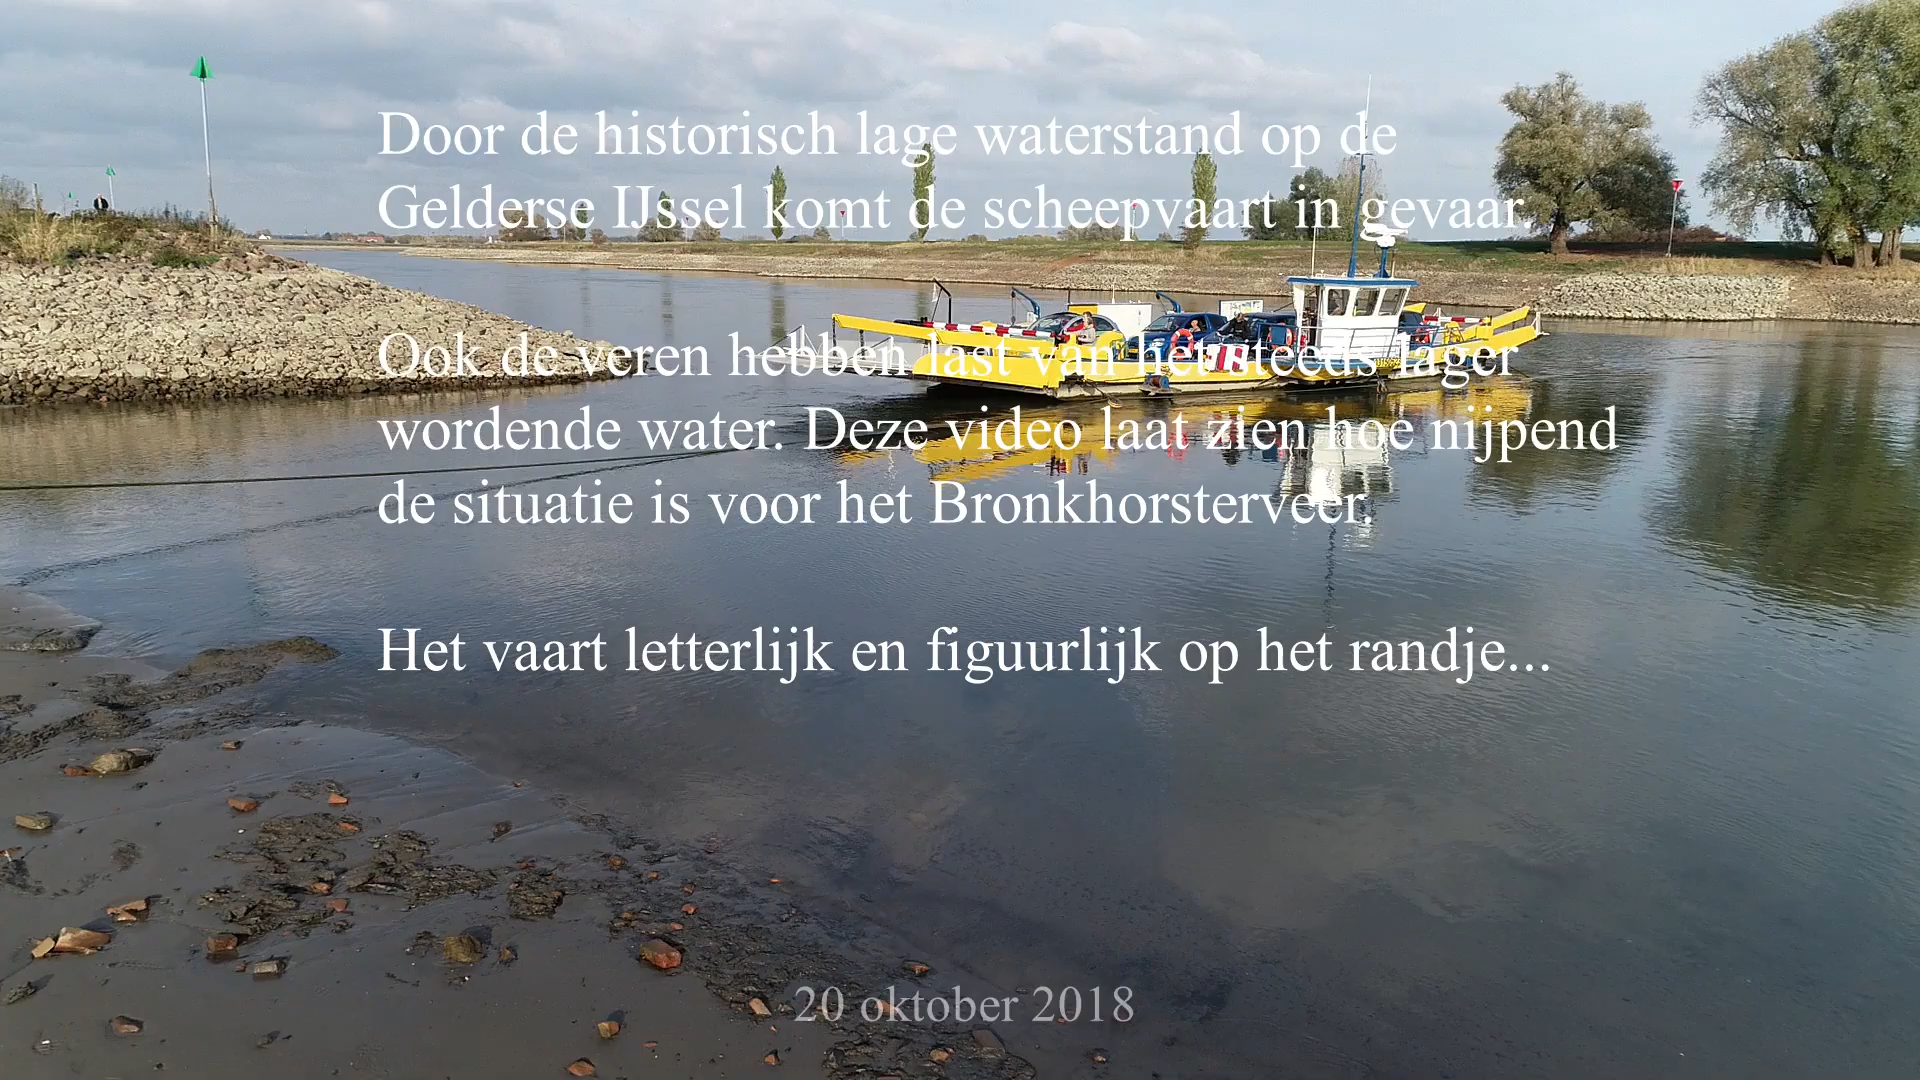 Door de historisch lage waterstand op de
Gelderse IJssel komt de scheepvaart in gevaar.
Ook de veren hebben last van het steeds lager
wordende water. Deze video laat zien hoe nijpend
de situatie is voor het Bronkhorsterveer.
Het vaart letterlijk en figuurlijk op het randje...
20 oktober 2018